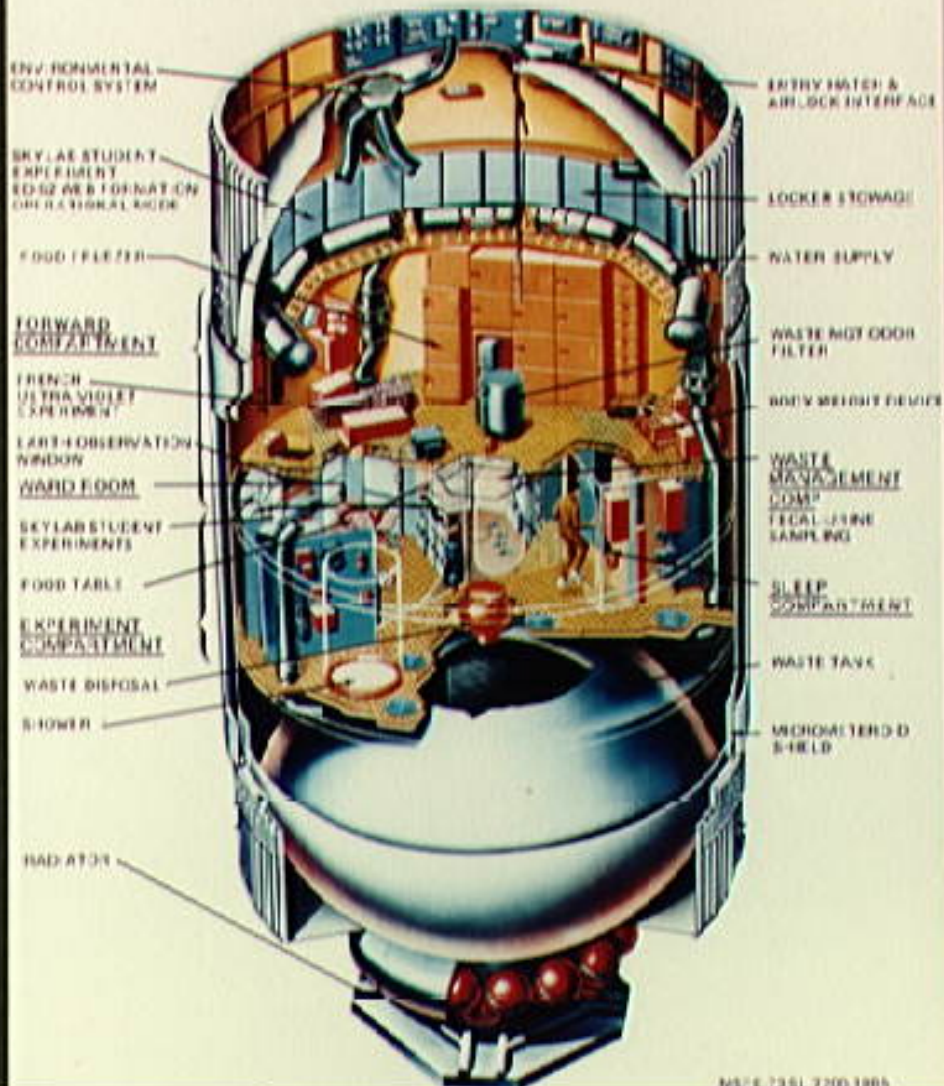 ENVIRONMENTAL
CONTROL SYSTEM
SKYLAB STUDENT
EXPERIMENT
ED-52 WEB FORMATION
OPERATIONAL MODE
FOOD FREEZER
FORWARD
COMPARTMENT
FRENCH
ULTRA VIOLET
EXPERIMENT
EARTH OBSERVATION
WINDOW
WARD ROOM
SKYLAB STUDENT
EXPERIMENTS
FOOD TABLE
EXPERIMENT
COMPARTMENT
WASTE DISPOSAL
SHOWER
RADIATOR
ENTRY HATCH &
AIRLOCK INTERFACE
LOCKER STOWAGE
WATER SUPPLY
WASTE MGT ODOR
FILTER
BODY WEIGHT DEVICE
WASTE
MANAGEMENT
COMP
FECAL-URINE
SAMPLING
SLEEP
COMPARTMENT
WASTE TANK
MICROMETEROID
SHIELD